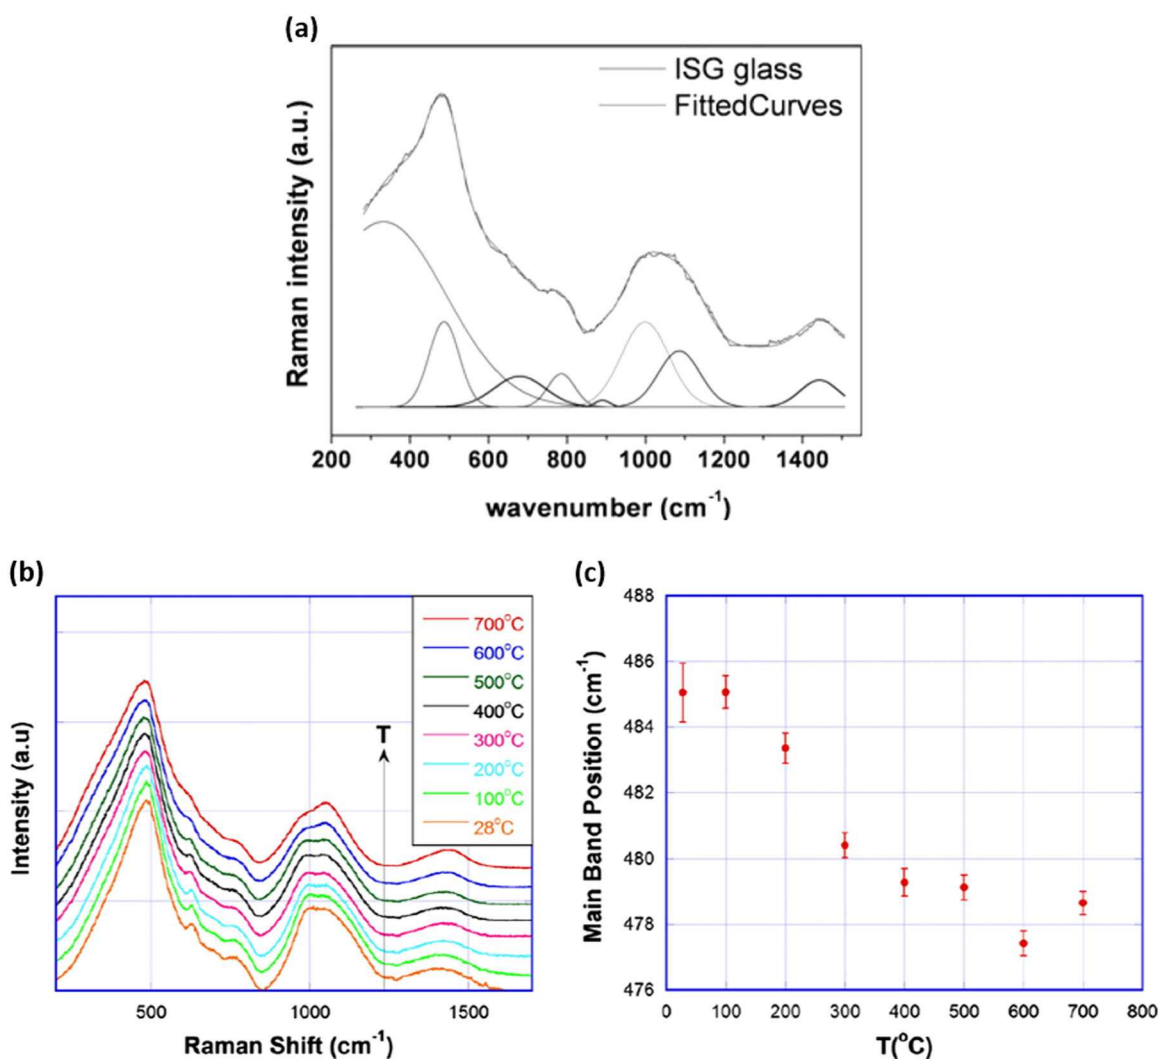 (a)
ISG glass
FittedCurves
Raman intensity (a.u.)
200 400 600 800 1000 1200 1400
wavenumber (cm⁻¹)
(b)
700°C
600°C
500°C
400°C
300°C
200°C
100°C
28°C
T
Intensity (a.u)
500 1000 1500
Raman Shift (cm⁻¹)
(c)
488
486
484
482
480
478
476
Main Band Position (cm⁻¹)
0 100 200 300 400 500 600 700 800
T(°C)